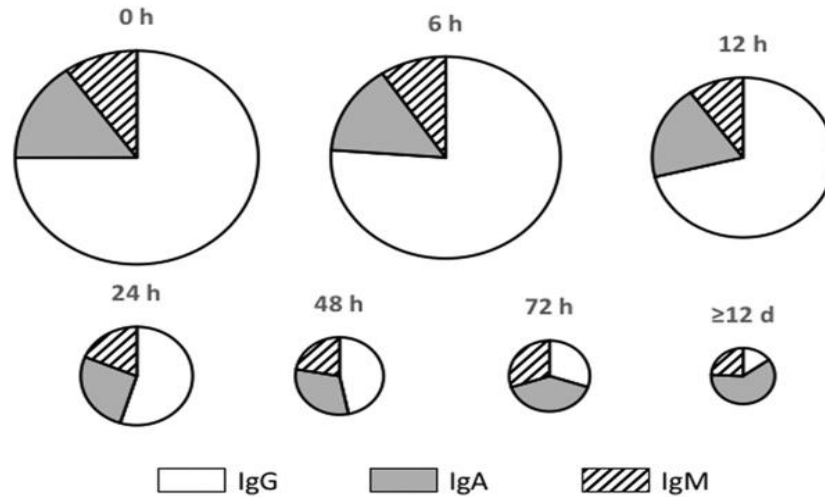 0 h
6 h
12 h
24 h
48 h
72 h
≥12 d
IgG IgA IgM